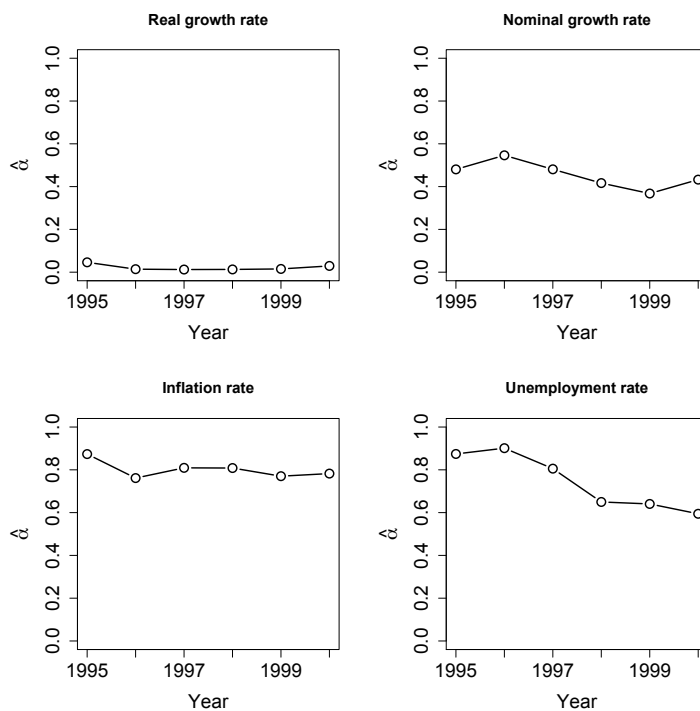 Real growth rate
α̂
0.0 0.2 0.4 0.6 0.8 1.0
1995 1997 1999
Year
Nominal growth rate
α̂
0.0 0.2 0.4 0.6 0.8 1.0
1995 1997 1999
Year
Inflation rate
α̂
0.0 0.2 0.4 0.6 0.8 1.0
1995 1997 1999
Year
Unemployment rate
α̂
0.0 0.2 0.4 0.6 0.8 1.0
1995 1997 1999
Year